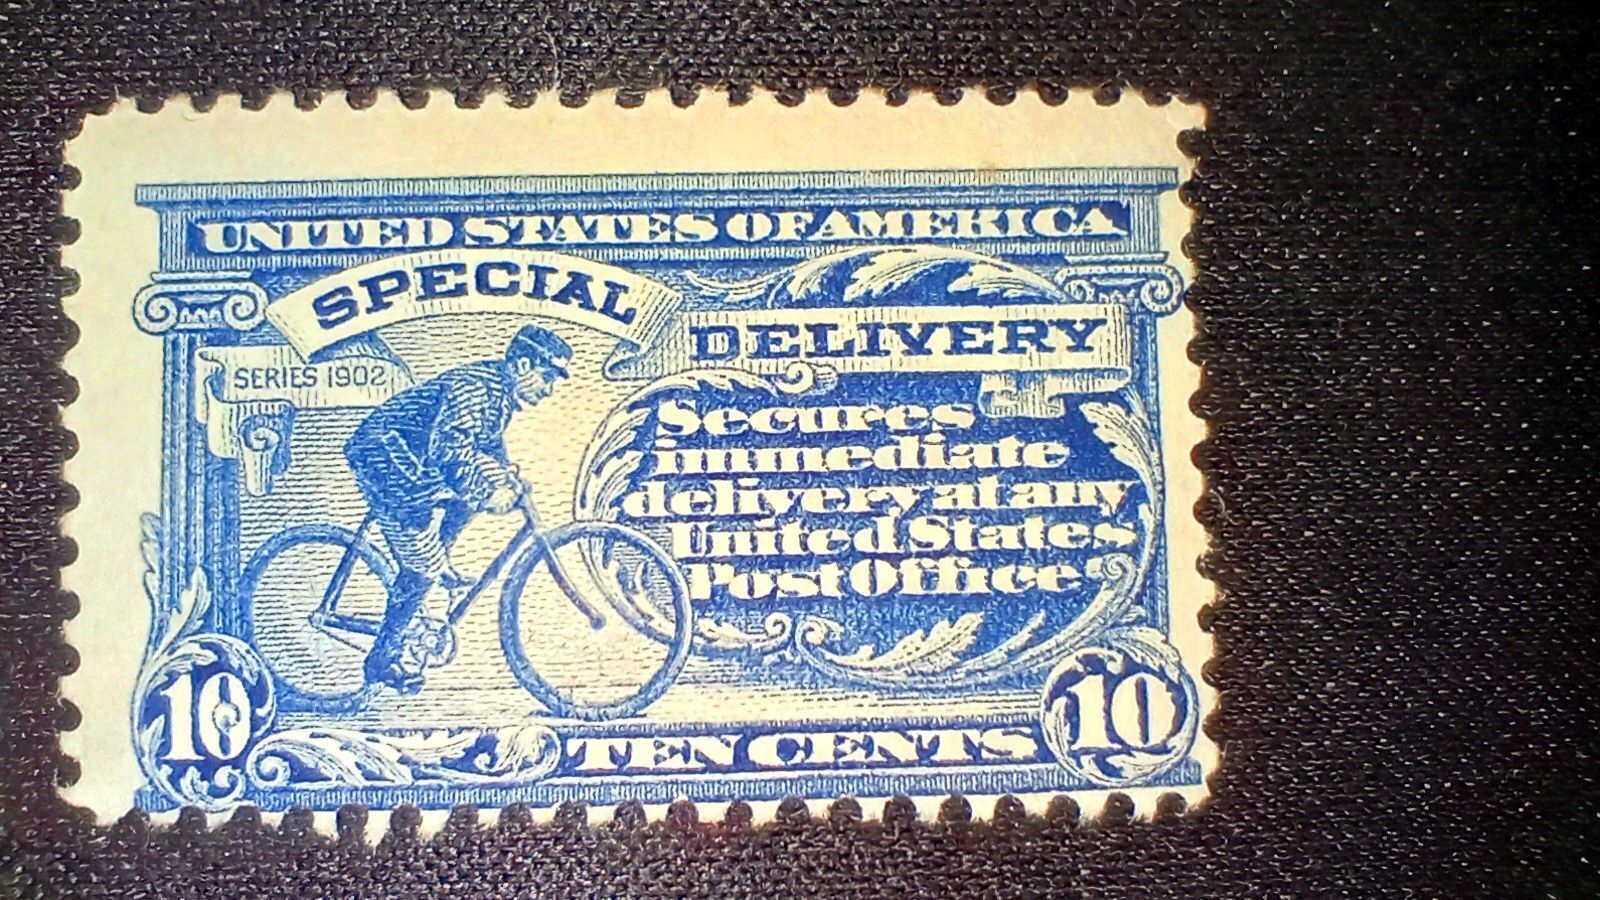 UNITED STATES OF AMERICA
SPECIAL DELIVERY
SERIES 1902
Secures
immediate
delivery at any
United States
Post Office
10 TEN CENTS 10